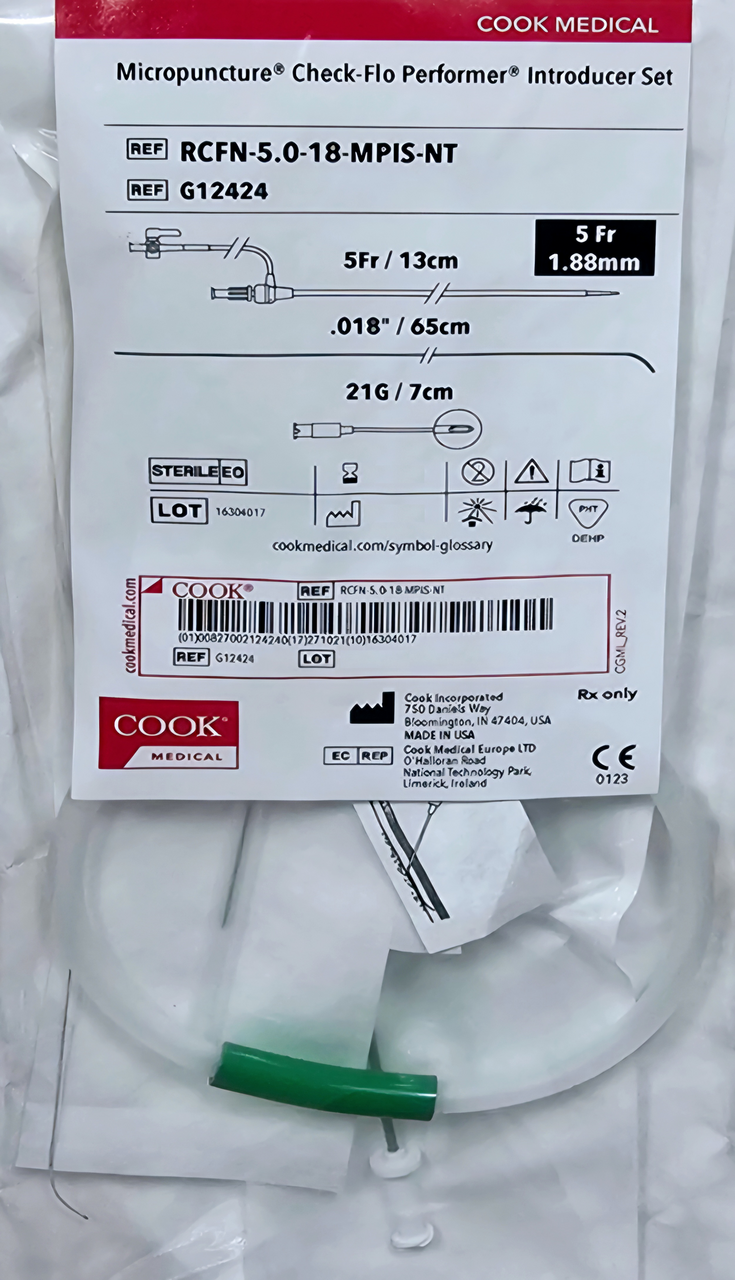 COOK MEDICAL
Micropuncture® Check-Flo Performer® Introducer Set
REF RCFN-5.0-18-MPIS-NT
REF G12424
5 Fr
1.88mm
5Fr / 13cm
.018" / 65cm
21G / 7cm
STERILE EO
LOT 16304017
2
i
PHT
DEHP
cookmedical.com/symbol-glossary
cookmedical.com
COOK® REF RCFN-5.0-18-MPIS-NT
(01)00827002124240(17)271021(10)16304017
REF G12424 LOT
CGML_REV.2
COOK®
MEDICAL
Cook Incorporated
750 Daniels Way
Bloomington, IN 47404, USA
MADE IN USA
EC REP
Cook Medical Europe LTD
O'Halloran Road
National Technology Park,
Limerick, Ireland
Rx only
CE
0123